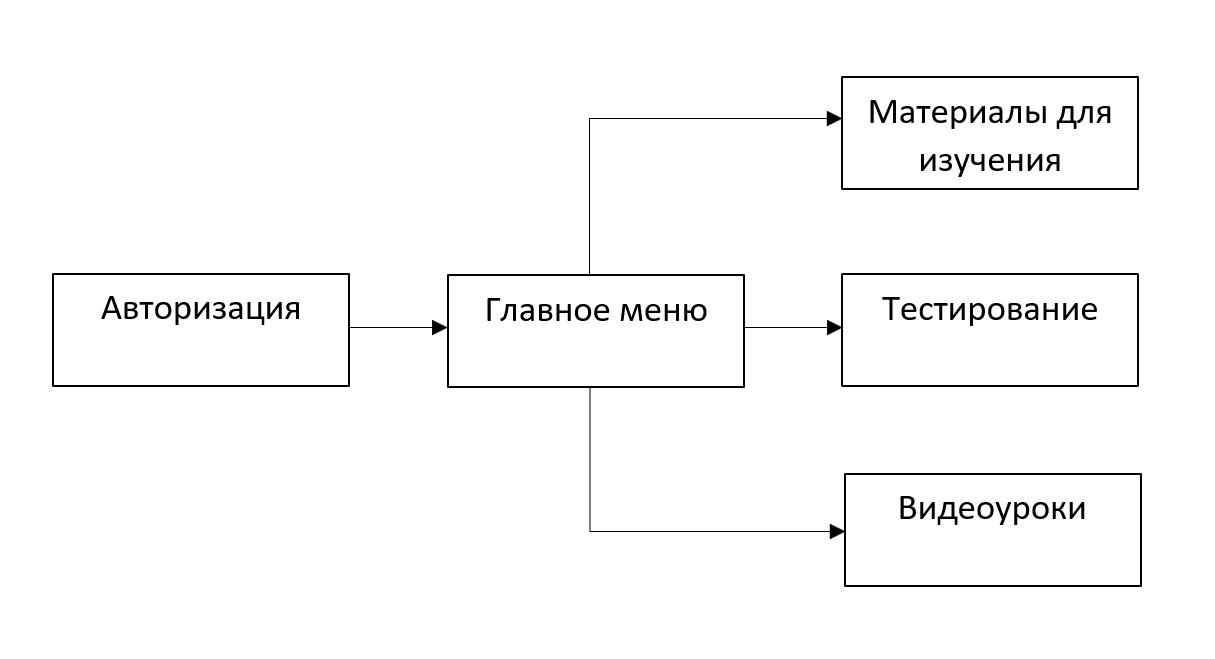 Материалы для
изучения
Авторизация
Главное меню
Тестирование
Видеоуроки